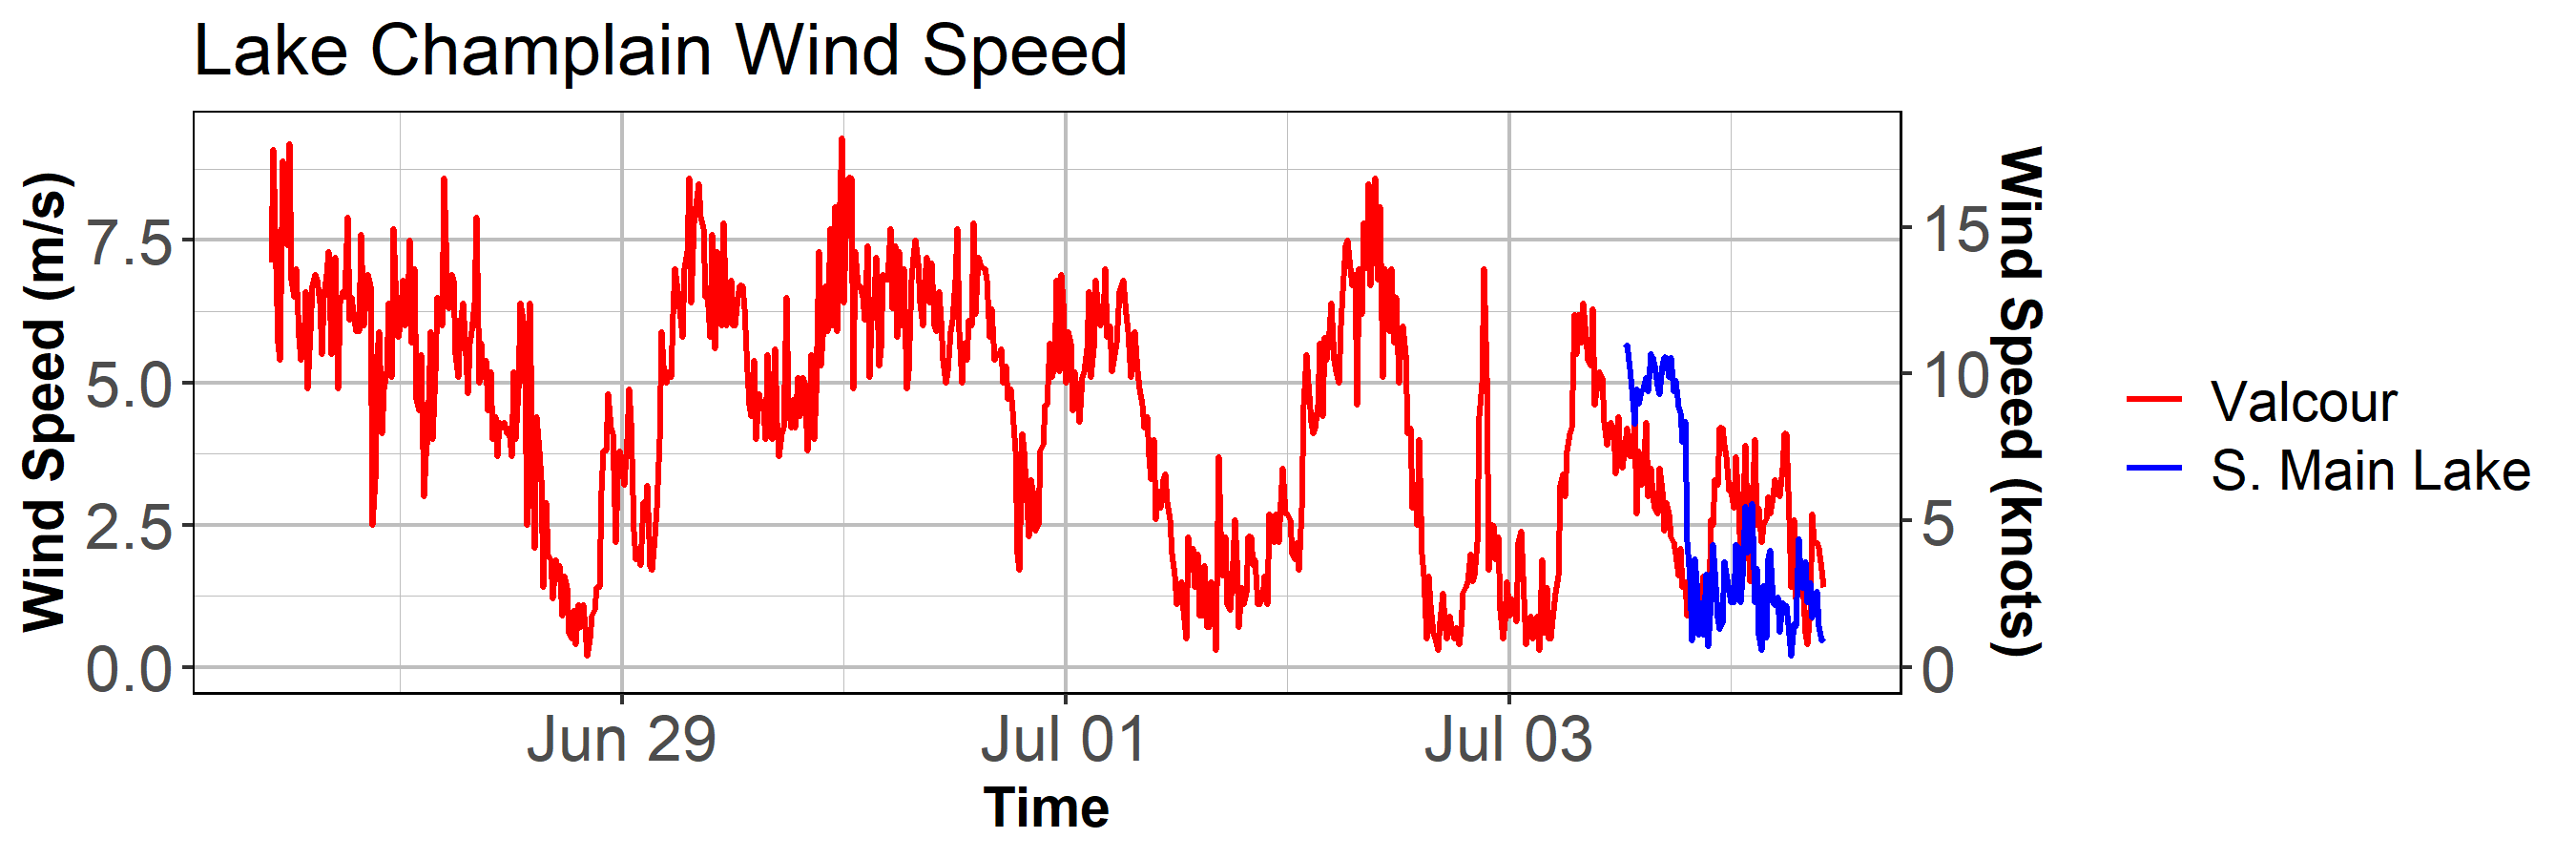 Lake Champlain Wind Speed
Wind Speed (m/s)
7.5
5.0
2.5
0.0
15
10
5
0
Wind Speed (knots)
Jun 29
Jul 01
Jul 03
Time
Valcour
S. Main Lake